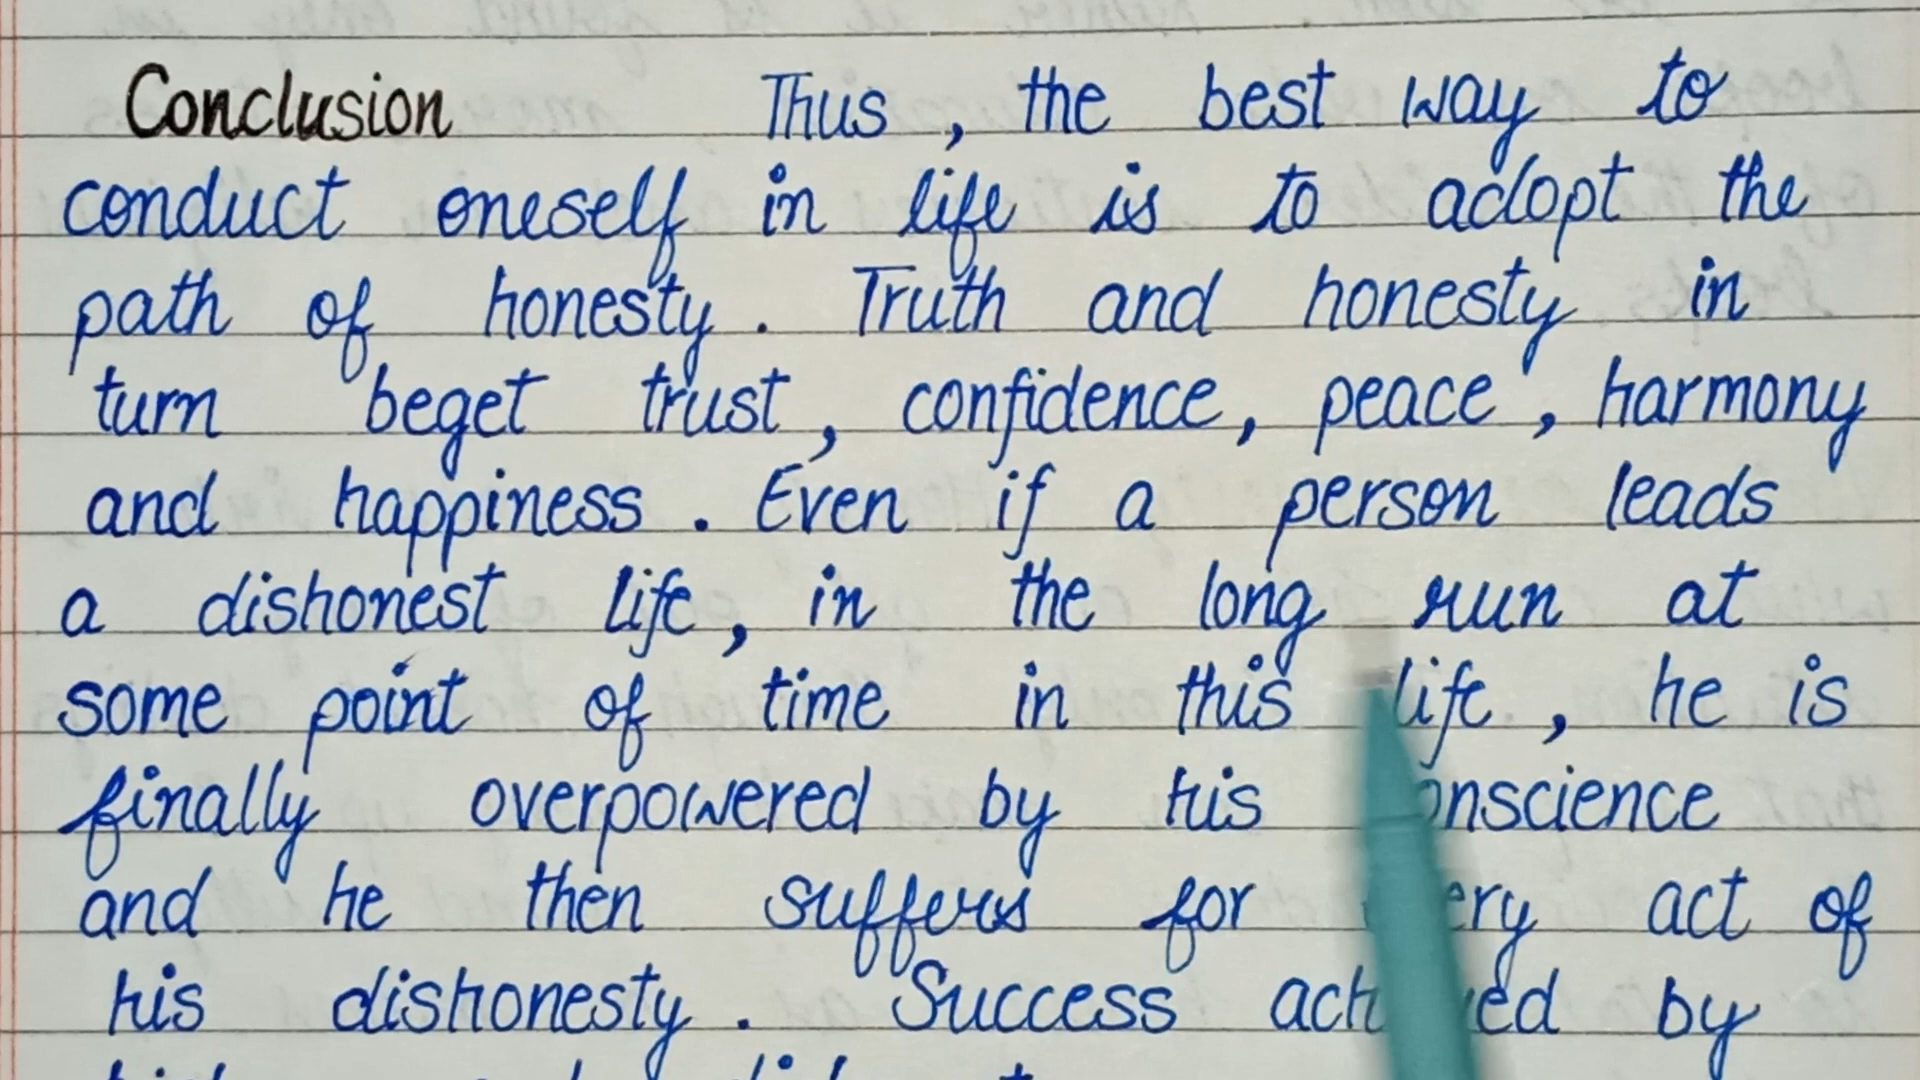 Conclusion Thus, the best way to
conduct oneself in life is to adopt the
path of honesty. Truth and honesty in
turn beget trust, confidence, peace, harmony
and happiness. Even if a person leads
a dishonest life, in the long run at
some point of time in this life, he is
finally overpowered by his conscience
and he then suffers for every act of
his dishonesty. Success achieved by